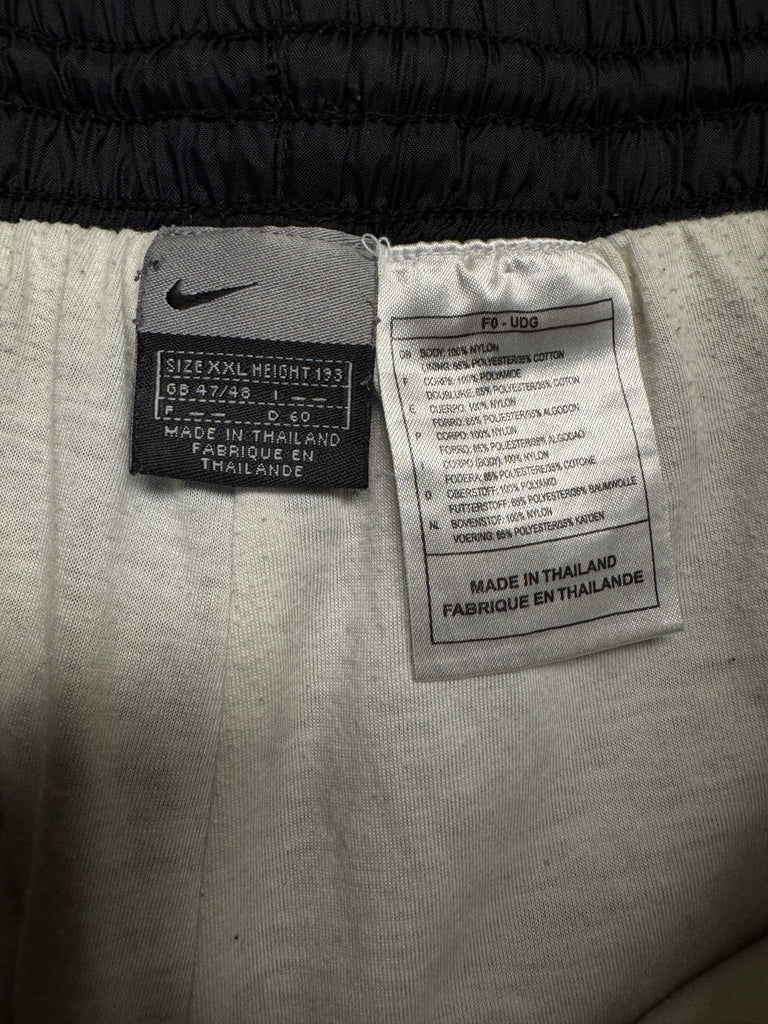 SIZE XXL HEIGHT 193
GB 47/48 I --
F -- D 60
MADE IN THAILAND
FABRIQUE EN
THAILANDE
F0 - UDG
GB BODY: 100% NYLON
LINING: 65% POLYESTER/35% COTTON
F CORPS: 100% POLYAMIDE
DOUBLURE: 65% POLYESTER/35% COTON
E CUERPO: 100% NYLON
FORRO: 65% POLIESTER/35% ALGODON
P CORPO: 100% NYLON
FORRO: 65% POLIESTER/35% ALGODAO
I CORPO (BODY): 100% NYLON
FODERA: 65% POLIESTERE/35% COTONE
D OBERSTOFF: 100% POLYAMID
FUTTERSTOFF: 65% POLYESTER/35% BAUMWOLLE
NL BOVENSTOF: 100% NYLON
VOERING: 65% POLYESTER/35% KATOEN
MADE IN THAILAND
FABRIQUE EN THAILANDE